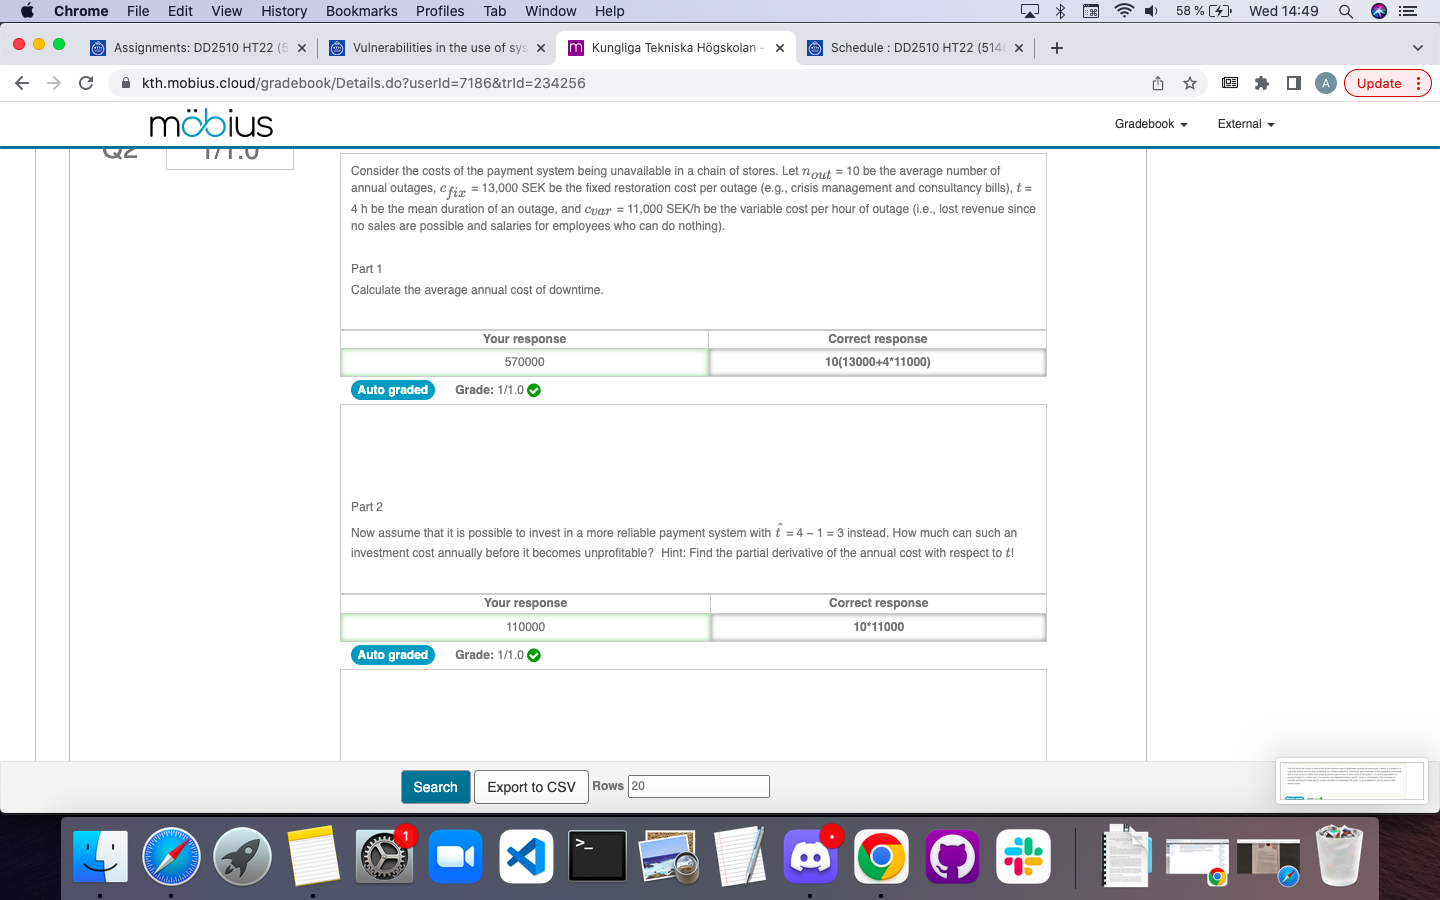 Chrome File Edit View History Bookmarks Profiles Tab Window Help 58 % Wed 14:49
Assignments: DD2510 HT22 (5 Vulnerabilities in the use of sys m Kungliga Tekniska Högskolan - Schedule : DD2510 HT22 (514
kth.mobius.cloud/gradebook/Details.do?userId=7186&trId=234256 A Update
möbius Gradebook External
Q2 1/1.0
Consider the costs of the payment system being unavailable in a chain of stores. Let n_out = 10 be the average number of
annual outages, c_fix = 13,000 SEK be the fixed restoration cost per outage (e.g., crisis management and consultancy bills), t =
4 h be the mean duration of an outage, and c_var = 11,000 SEK/h be the variable cost per hour of outage (i.e., lost revenue since
no sales are possible and salaries for employees who can do nothing).
Part 1
Calculate the average annual cost of downtime.
Your response Correct response
570000 10(13000+4*11000)
Auto graded Grade: 1/1.0
Part 2
Now assume that it is possible to invest in a more reliable payment system with t̂ = 4 – 1 = 3 instead. How much can such an
investment cost annually before it becomes unprofitable? Hint: Find the partial derivative of the annual cost with respect to t!
Your response Correct response
110000 10*11000
Auto graded Grade: 1/1.0
Search Export to CSV Rows 20
1
>_